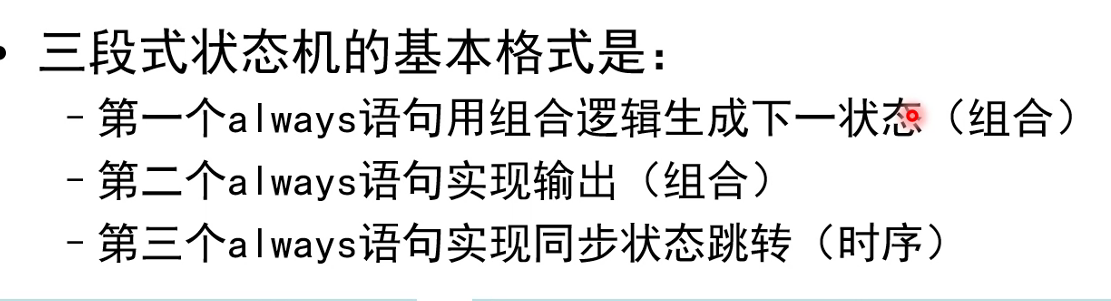 • 三段式状态机的基本格式是：
– 第一个always语句用组合逻辑生成下一状态（组合）
– 第二个always语句实现输出（组合）
– 第三个always语句实现同步状态跳转（时序）